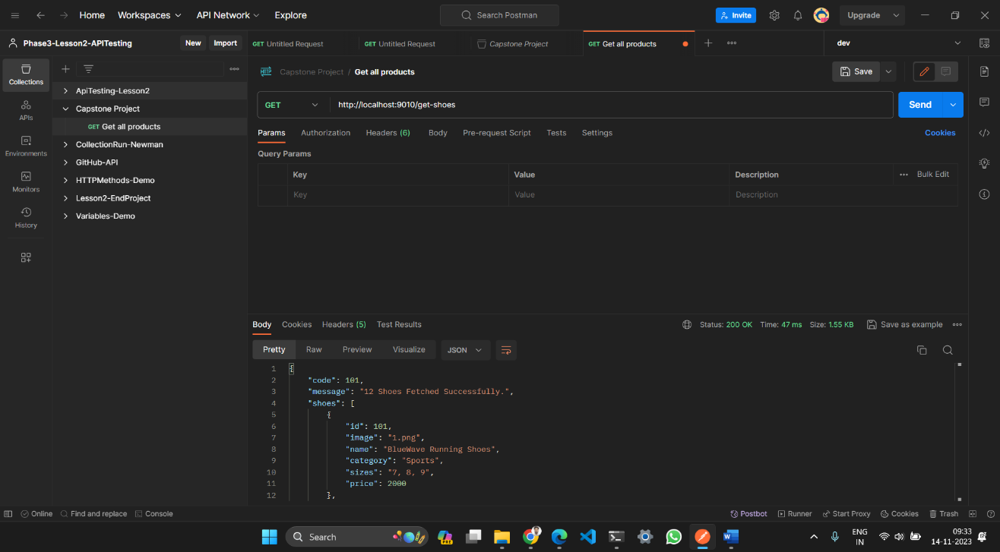 Home Workspaces API Network Explore Search Postman Invite Upgrade
Phase3-Lesson2-APITesting New Import GET Untitled Request GET Untitled Request Capstone Project GET Get all products dev
Collections
APIs
Environments
Monitors
History
ApiTesting-Lesson2
Capstone Project
GET Get all products
CollectionRun-Newman
GitHub-API
HTTPMethods-Demo
Lesson2-EndProject
Variables-Demo
HTTP Capstone Project / Get all products Save
GET http://localhost:9010/get-shoes Send
Params Authorization Headers (6) Body Pre-request Script Tests Settings Cookies
Query Params
Key Value Description Bulk Edit
Key Value Description
Body Cookies Headers (5) Test Results Status: 200 OK Time: 47 ms Size: 1.55 KB Save as example
Pretty Raw Preview Visualize JSON
1 {
2 "code": 101,
3 "message": "12 Shoes Fetched Successfully.",
4 "shoes": [
5 {
6 "id": 101,
7 "image": "1.png",
8 "name": "BlueWave Running Shoes",
9 "category": "Sports",
10 "sizes": "7, 8, 9",
11 "price": 2000
12 },
Online Find and replace Console Postbot Runner Start Proxy Cookies Trash
Search PRE ENG 09:33
IN 14-11-2023